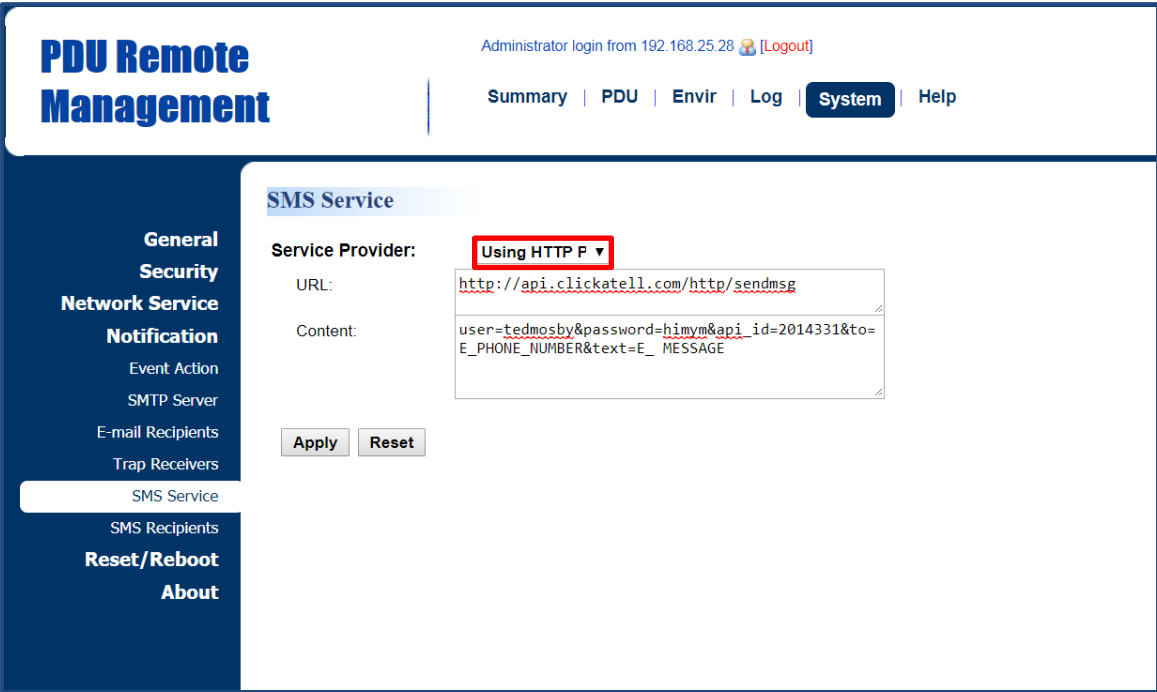 PDU Remote
Management
Administrator login from 192.168.25.28 [Logout]
Summary | PDU | Envir | Log | System | Help
General
Security
Network Service
Notification
Event Action
SMTP Server
E-mail Recipients
Trap Receivers
SMS Service
SMS Recipients
Reset/Reboot
About
SMS Service
Service Provider: Using HTTP P
URL: http://api.clickatell.com/http/sendmsg
Content: user=tedmosby&password=himym&api_id=2014331&to=
E_PHONE_NUMBER&text=E_ MESSAGE
Apply Reset